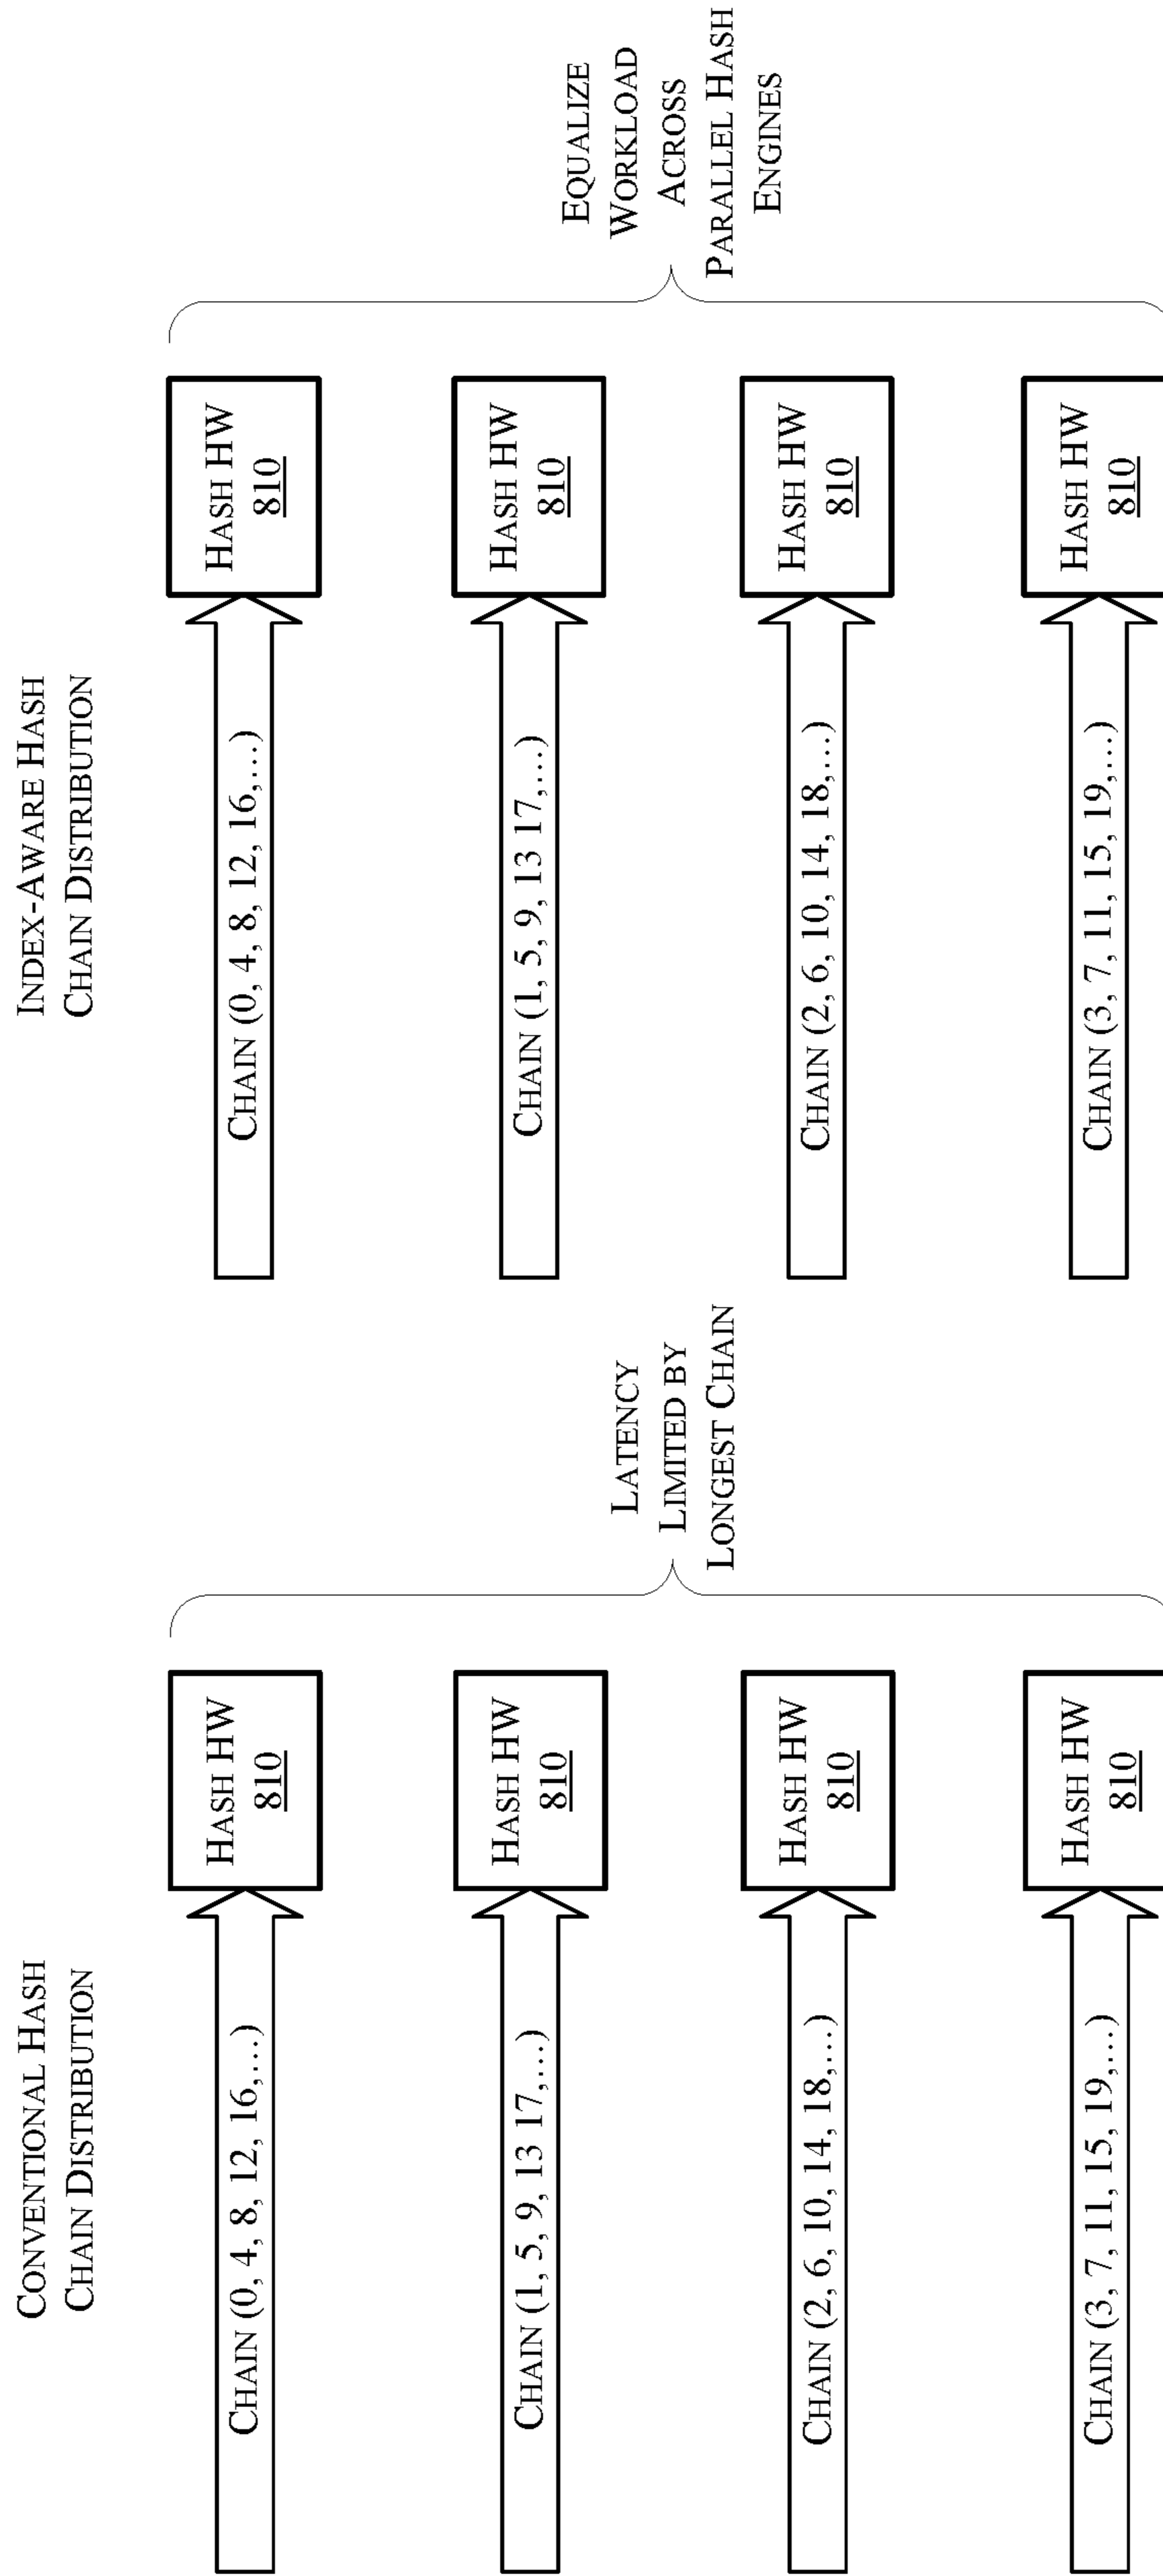 CONVENTIONAL HASH
CHAIN DISTRIBUTION
CHAIN (0, 4, 8, 12, 16,...)
HASH HW
810
CHAIN (1, 5, 9, 13 17,...)
HASH HW
810
CHAIN (2, 6, 10, 14, 18,...)
HASH HW
810
CHAIN (3, 7, 11, 15, 19,...)
HASH HW
810
LATENCY
LIMITED BY
LONGEST CHAIN
INDEX-AWARE HASH
CHAIN DISTRIBUTION
CHAIN (0, 4, 8, 12, 16,...)
HASH HW
810
CHAIN (1, 5, 9, 13 17,...)
HASH HW
810
CHAIN (2, 6, 10, 14, 18,...)
HASH HW
810
CHAIN (3, 7, 11, 15, 19,...)
HASH HW
810
EQUALIZE
WORKLOAD
ACROSS
PARALLEL HASH
ENGINES